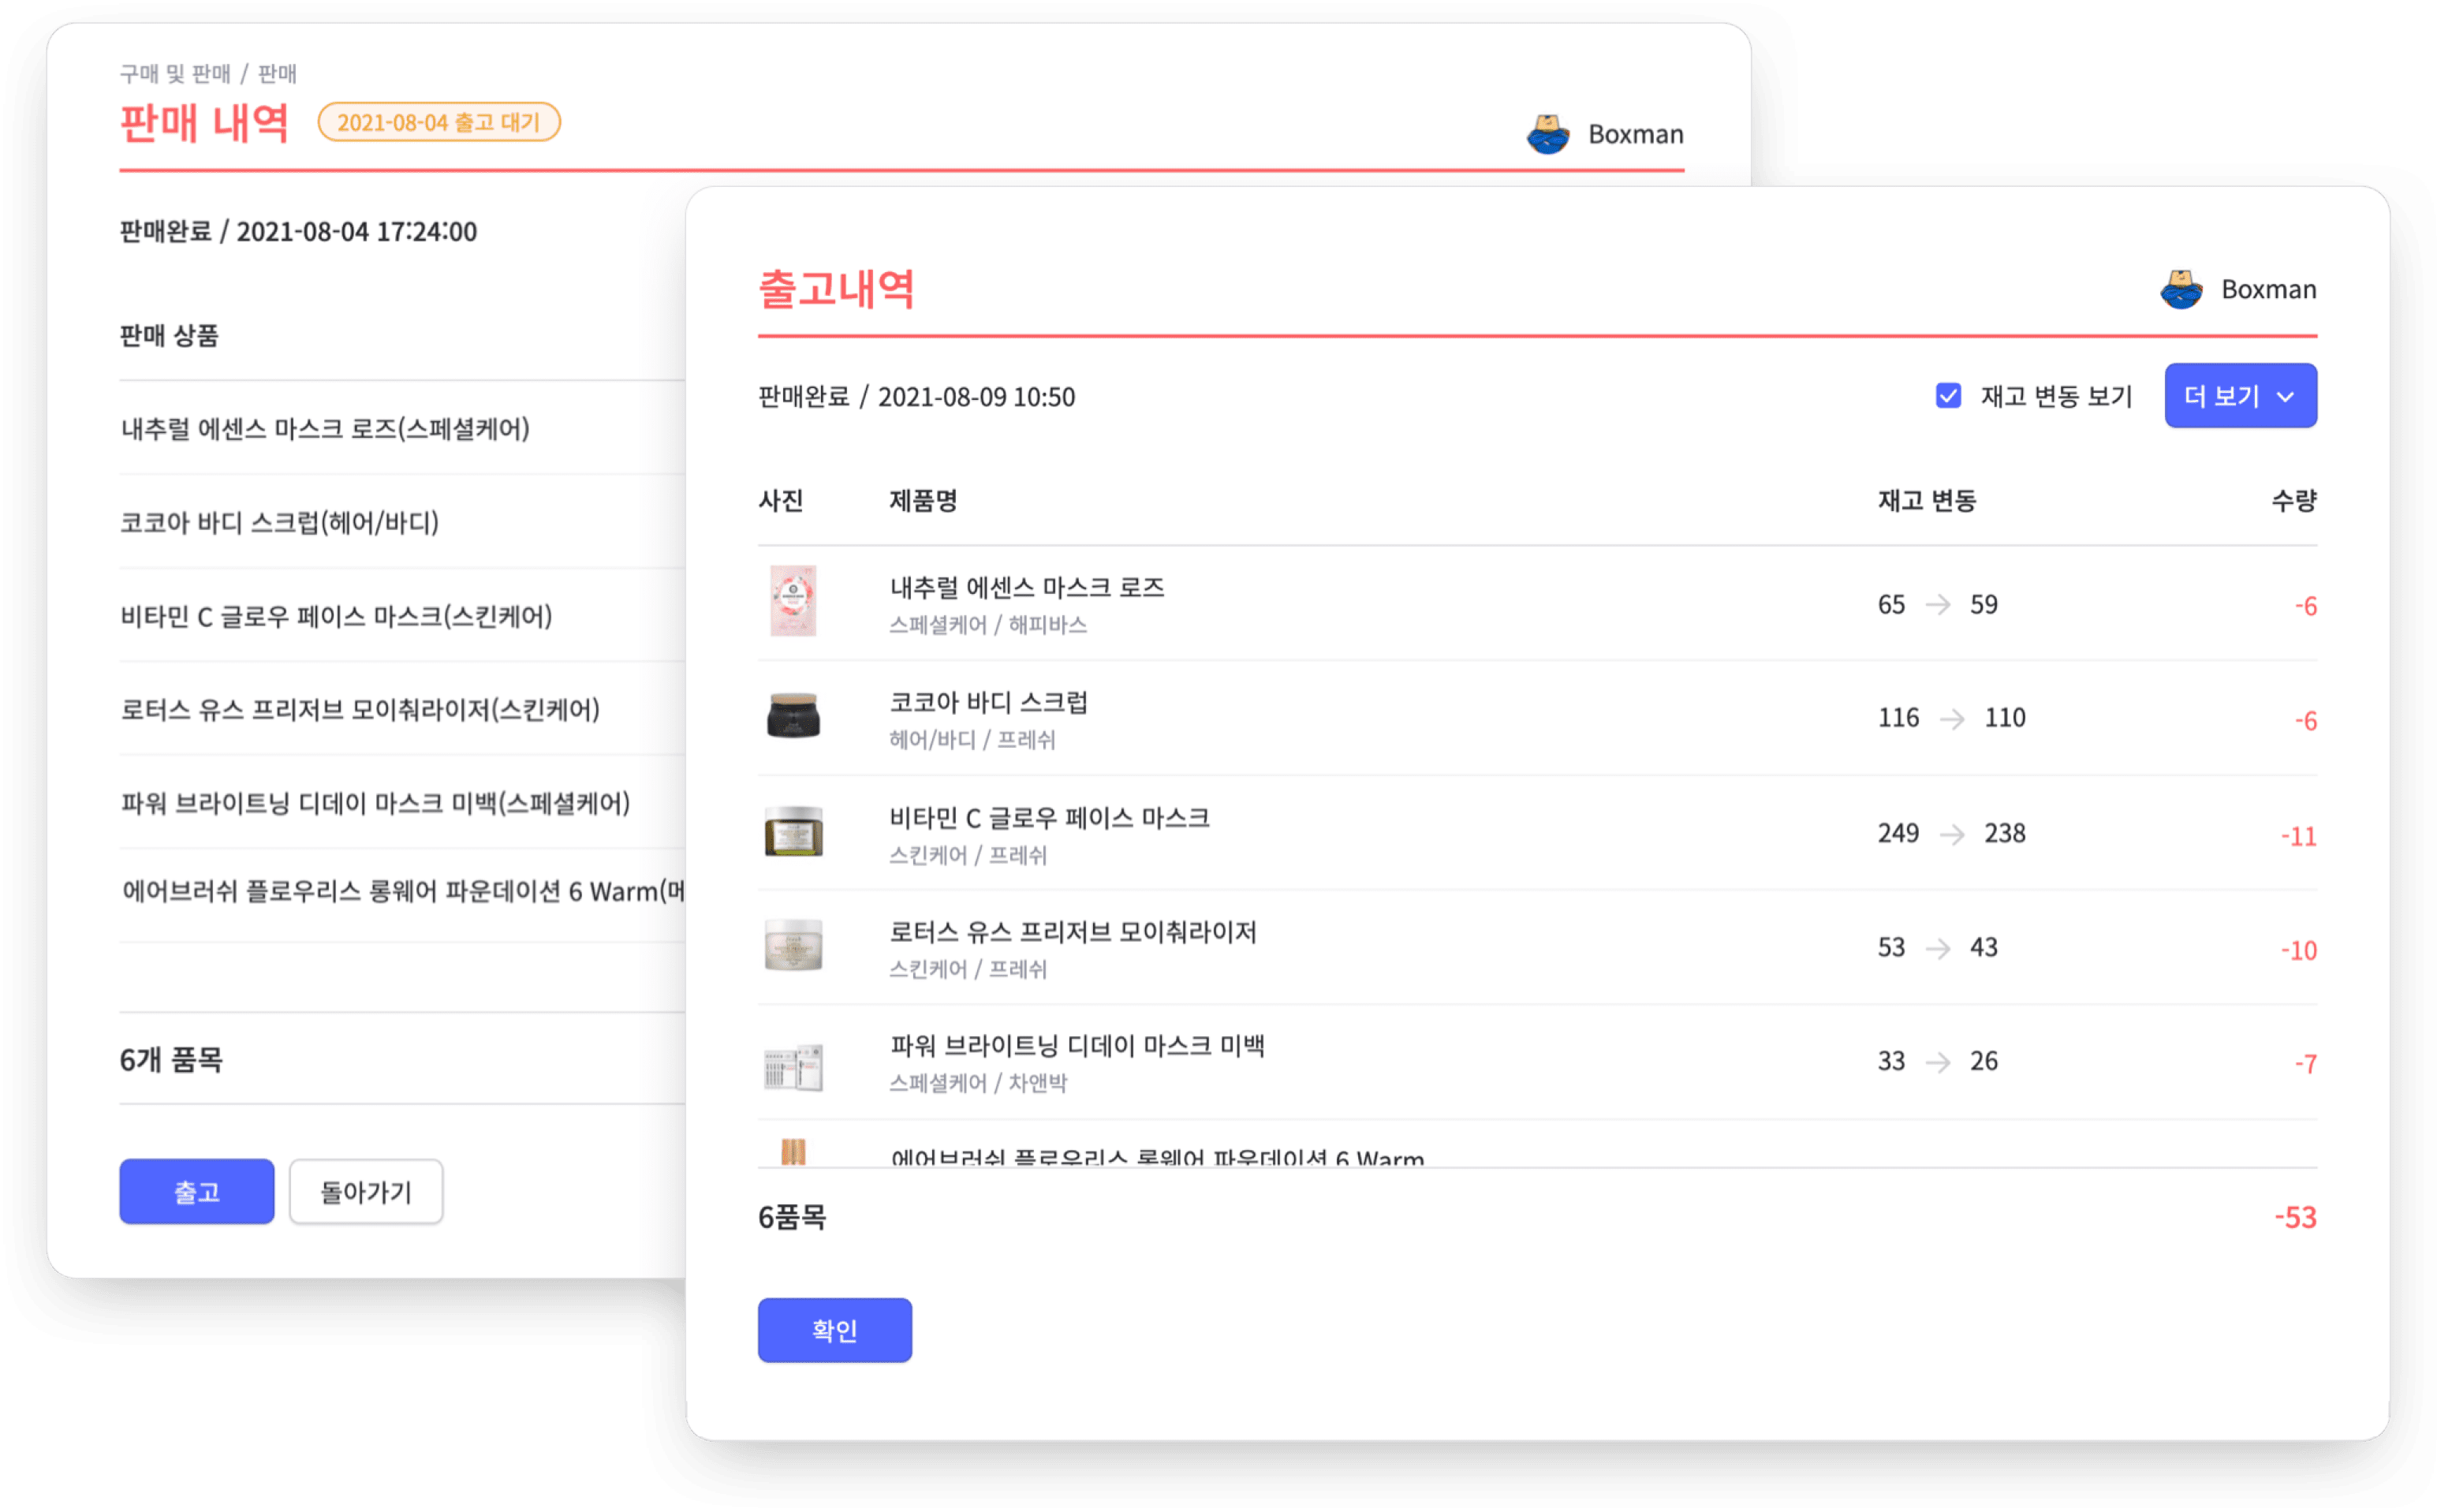 구매 및 판매 / 판매
판매 내역
2021-08-04 출고 대기
Boxman
판매완료 / 2021-08-04 17:24:00
판매 상품
내추럴 에센스 마스크 로즈(스페셜케어)
코코아 바디 스크럽(헤어/바디)
비타민 C 글로우 페이스 마스크(스킨케어)
로터스 유스 프리저브 모이춰라이저(스킨케어)
파워 브라이트닝 디데이 마스크 미백(스페셜케어)
에어브러쉬 플로우리스 롱웨어 파운데이션 6 Warm(메
6개 품목
출고 돌아가기
출고내역
Boxman
판매완료 / 2021-08-09 10:50
재고 변동 보기 더 보기
사진 제품명 재고 변동 수량
내추럴 에센스 마스크 로즈
스페셜케어 / 해피바스
65 → 59 -6
코코아 바디 스크럽
헤어/바디 / 프레쉬
116 → 110 -6
비타민 C 글로우 페이스 마스크
스킨케어 / 프레쉬
249 → 238 -11
로터스 유스 프리저브 모이춰라이저
스킨케어 / 프레쉬
53 → 43 -10
파워 브라이트닝 디데이 마스크 미백
스페셜케어 / 차앤박
33 → 26 -7
에어브러쉬 플로우리스 롱웨어 파운데이션 6 Warm
6품목 -53
확인